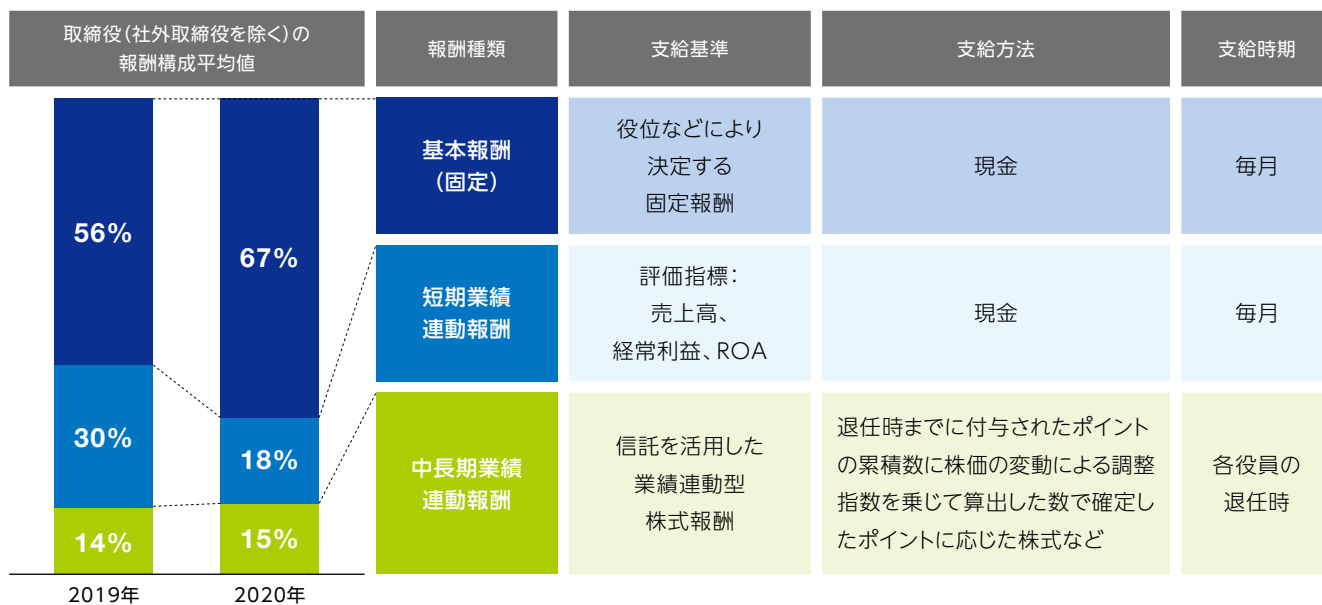 取締役（社外取締役を除く）の
報酬構成平均値
報酬種類
支給基準
支給方法
支給時期
56%
30%
14%
2019年
67%
18%
15%
2020年
基本報酬
（固定）
役位などにより
決定する
固定報酬
現金
毎月
短期業績
連動報酬
評価指標：
売上高、
経常利益、ROA
現金
毎月
中長期業績
連動報酬
信託を活用した
業績連動型
株式報酬
退任時までに付与されたポイント
の累積数に株価の変動による調整
指数を乗じて算出した数で確定し
たポイントに応じた株式など
各役員の
退任時